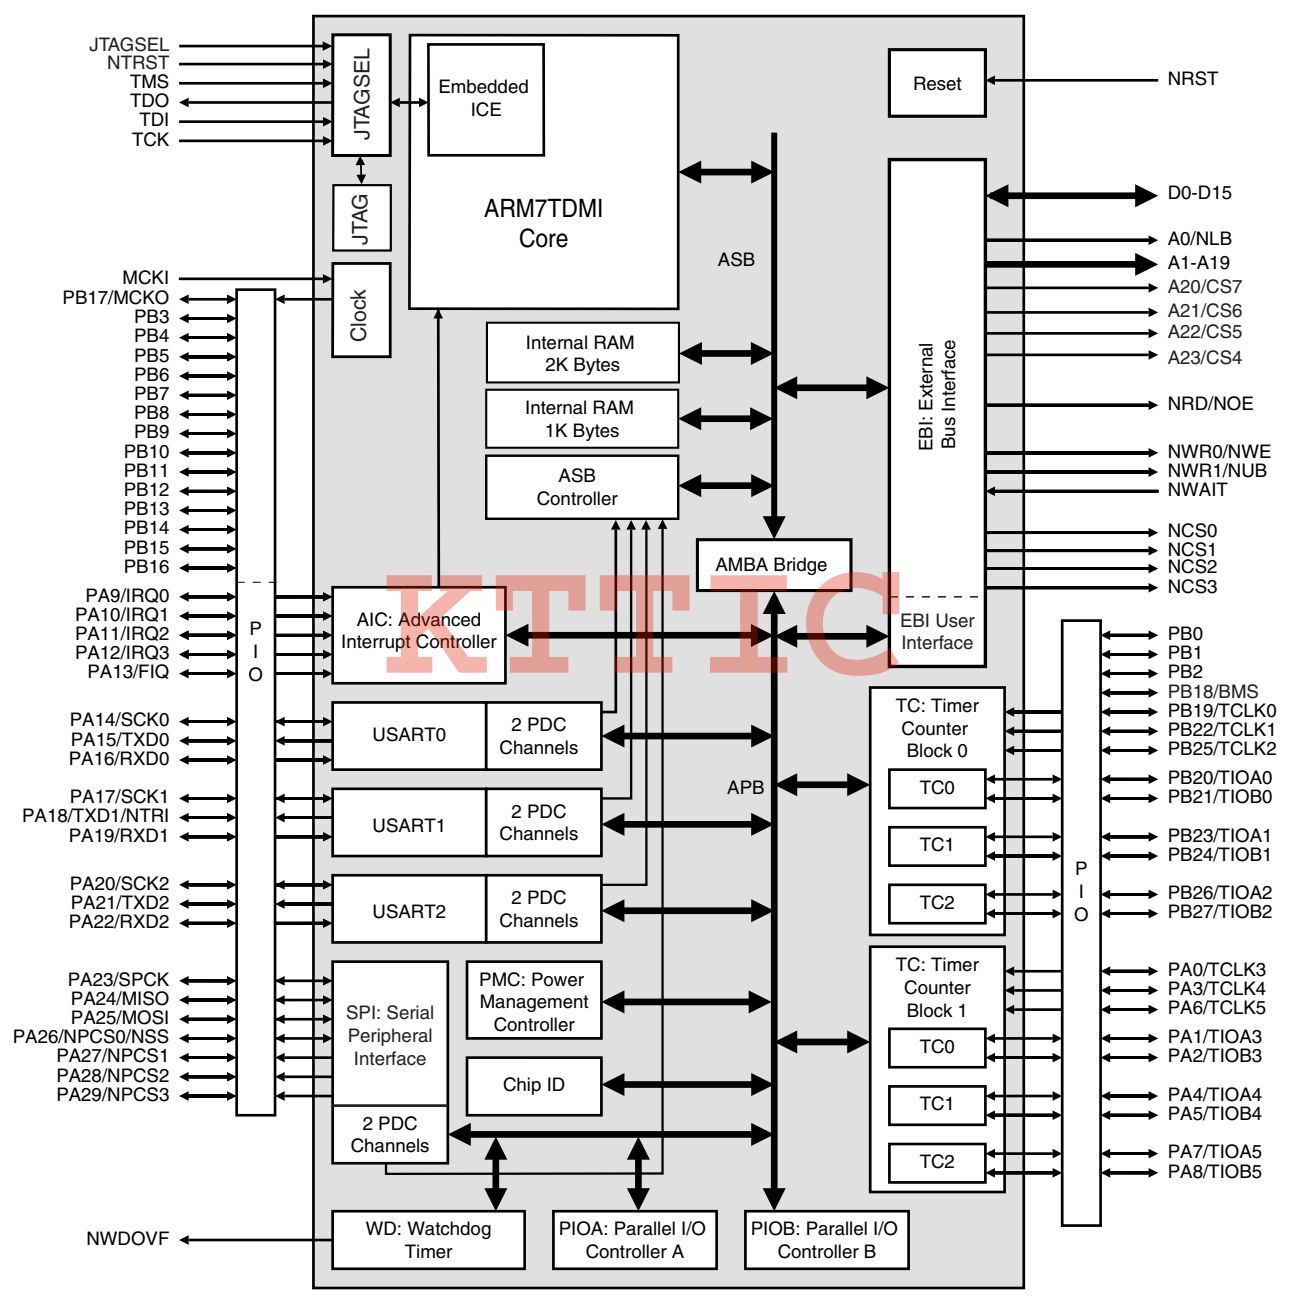 JTAGSEL
NTRST
TMS
TDO
TDI
TCK
JTAGSEL
Embedded
ICE
ARM7TDMI
Core
JTAG
Reset
NRST
MCKI
PB17/MCKO
PB3
PB4
PB5
PB6
PB7
PB8
PB9
PB10
PB11
PB12
PB13
PB14
PB15
PB16
Clock
ASB
Internal RAM
2K Bytes
Internal RAM
1K Bytes
ASB
Controller
AMBA Bridge
EBI: External
Bus Interface
EBI User
Interface
D0-D15
A0/NLB
A1-A19
A20/CS7
A21/CS6
A22/CS5
A23/CS4
NRD/NOE
NWR0/NWE
NWR1/NUB
NWAIT
NCS0
NCS1
NCS2
NCS3
KTTIC
PA9/IRQ0
PA10/IRQ1
PA11/IRQ2
PA12/IRQ3
PA13/FIQ
P
I
O
AIC: Advanced
Interrupt Controller
PA14/SCK0
PA15/TXD0
PA16/RXD0
USART0
2 PDC
Channels
PA17/SCK1
PA18/TXD1/NTRI
PA19/RXD1
USART1
2 PDC
Channels
PA20/SCK2
PA21/TXD2
PA22/RXD2
USART2
2 PDC
Channels
APB
PA23/SPCK
PA24/MISO
PA25/MOSI
PA26/NPCS0/NSS
PA27/NPCS1
PA28/NPCS2
PA29/NPCS3
SPI: Serial
Peripheral
Interface
2 PDC
Channels
PMC: Power
Management
Controller
Chip ID
TC: Timer
Counter
Block 0
TC0
TC1
TC2
TC: Timer
Counter
Block 1
TC0
TC1
TC2
P
I
O
PB0
PB1
PB2
PB18/BMS
PB19/TCLK0
PB22/TCLK1
PB25/TCLK2
PB20/TIOA0
PB21/TIOB0
PB23/TIOA1
PB24/TIOB1
PB26/TIOA2
PB27/TIOB2
PA0/TCLK3
PA3/TCLK4
PA6/TCLK5
PA1/TIOA3
PA2/TIOB3
PA4/TIOA4
PA5/TIOB4
PA7/TIOA5
PA8/TIOB5
NWDOVF
WD: Watchdog
Timer
PIOA: Parallel I/O
Controller A
PIOB: Parallel I/O
Controller B